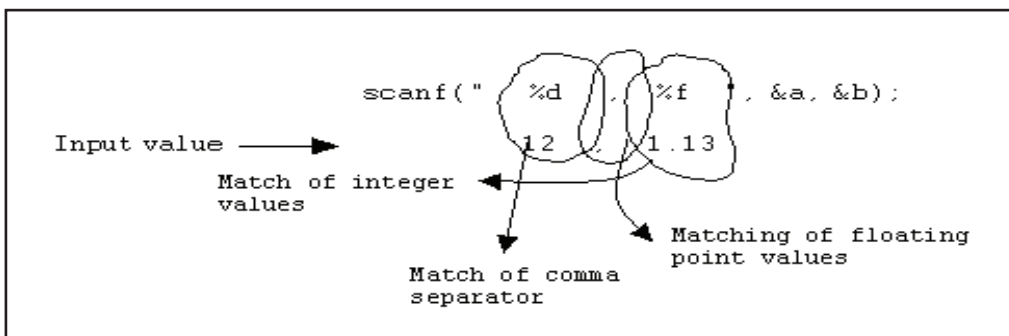 scanf(" %d , %f ", &a, &b);
Input value 12 , 1.13
Match of integer
values
Matching of floating
point values
Match of comma
separator